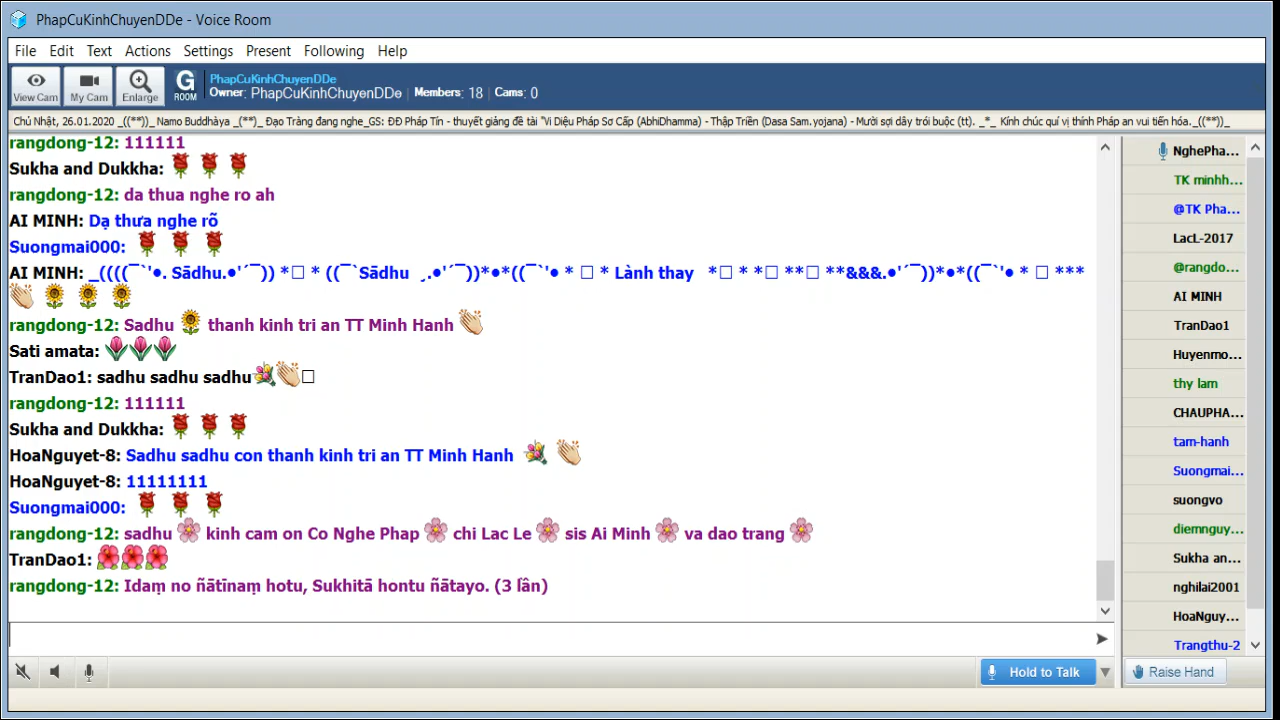 PhapCuKinhChuyenDDe - Voice Room
File Edit Text Actions Settings Present Following Help
View Cam My Cam Enlarge G ROOM
PhapCuKinhChuyenDDe
Owner: PhapCuKinhChuyenDDe | Members: 18 | Cams: 0
Chủ Nhật, 26.01.2020 _((**))_ Namo Buddhàya _(**)_ Đạo Tràng đang nghe_GS: ĐĐ Pháp Tín - thuyết giảng đề tài "Vi Diệu Pháp Sơ Cấp (AbhiDhamma) - Thập Triền (Dasa Sam.yojana) - Mười sợi dây trói buộc (tt). _*_ Kính chúc quí vị thính Pháp an vui tiến hóa._((**))_
rangdong-12: 111111
Sukha and Dukkha:
rangdong-12: da thua nghe ro ah
AI MINH: Dạ thưa nghe rõ
Suongmai000:
AI MINH: _((((¯`'•. Sādhu.•'´¯)) *□ * ((¯`Sādhu ¸.•'´¯))*•*((¯`'• * □ * Lành thay *□ * *□ **□ **&&&.•'´¯))*•*((¯`'• * □ ***
rangdong-12: Sadhu thanh kinh tri an TT Minh Hanh
Sati amata:
TranDao1: sadhu sadhu sadhu □
rangdong-12: 111111
Sukha and Dukkha:
HoaNguyet-8: Sadhu sadhu con thanh kinh tri an TT Minh Hanh
HoaNguyet-8: 11111111
Suongmai000:
rangdong-12: sadhu kinh cam on Co Nghe Phap chi Lac Le sis Ai Minh va dao trang
TranDao1:
rangdong-12: Idaṃ no ñātīnaṃ hotu, Sukhitā hontu ñātayo. (3 lần)
NghePha...
TK minhh...
@TK Pha...
LacL-2017
@rangdo...
AI MINH
TranDao1
Huyenmo...
thy lam
CHAUPHA...
tam-hanh
Suongmai...
suongvo
diemnguy...
Sukha an...
nghilai2001
HoaNguy...
Trangthu-2
Hold to Talk
Raise Hand